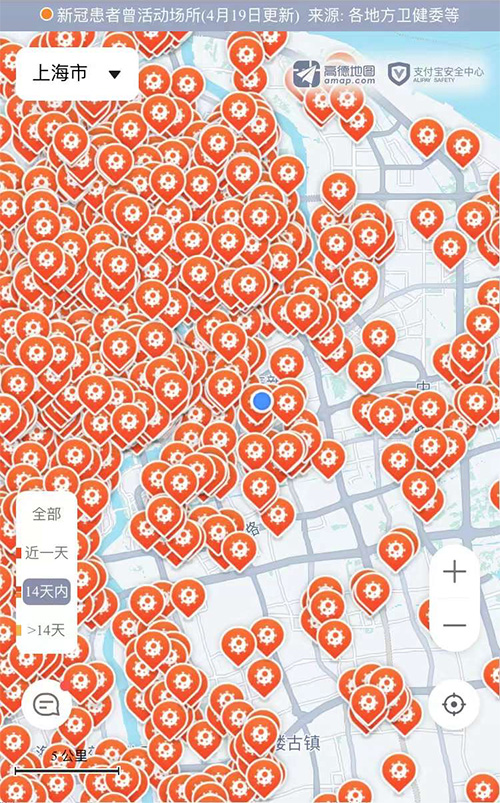 新冠患者曾活动场所(4月19日更新) 来源: 各地方卫健委等
上海市
高德地图
amap.com
支付宝安全中心
ALIPAY SAFETY
全部
近一天
14天内
>14天
5 公里
楼古镇